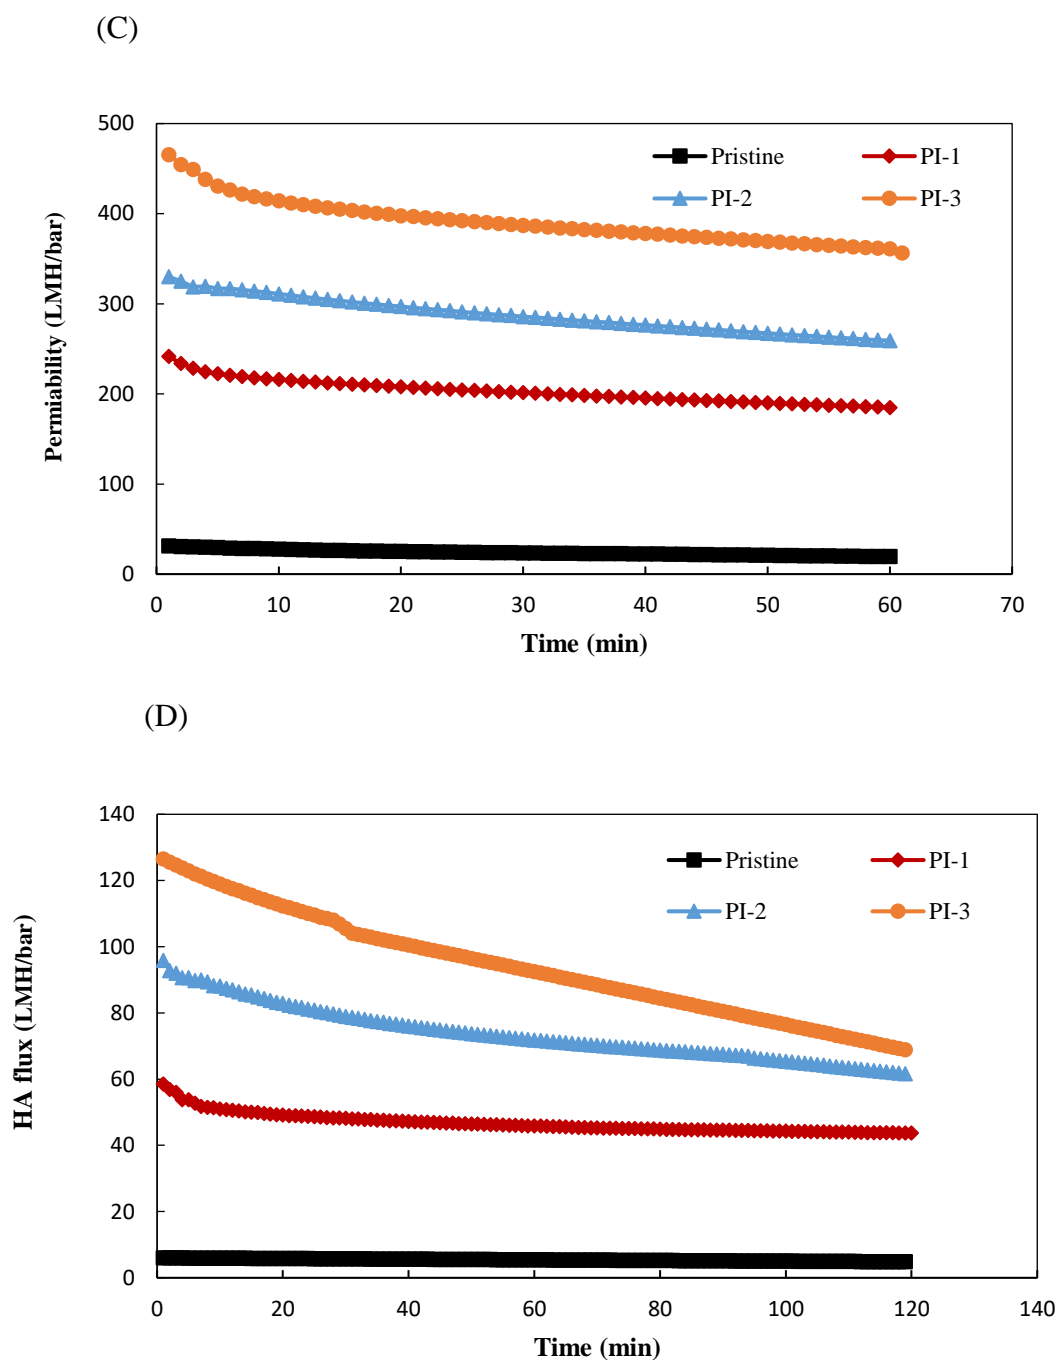 (C)
500
400
300
200
100
0
Permiability (LMH/bar)
Pristine
PI-1
PI-2
PI-3
0 10 20 30 40 50 60 70
Time (min)
(D)
140
120
100
80
60
40
20
0
HA flux (LMH/bar)
Pristine
PI-1
PI-2
PI-3
0 20 40 60 80 100 120 140
Time (min)